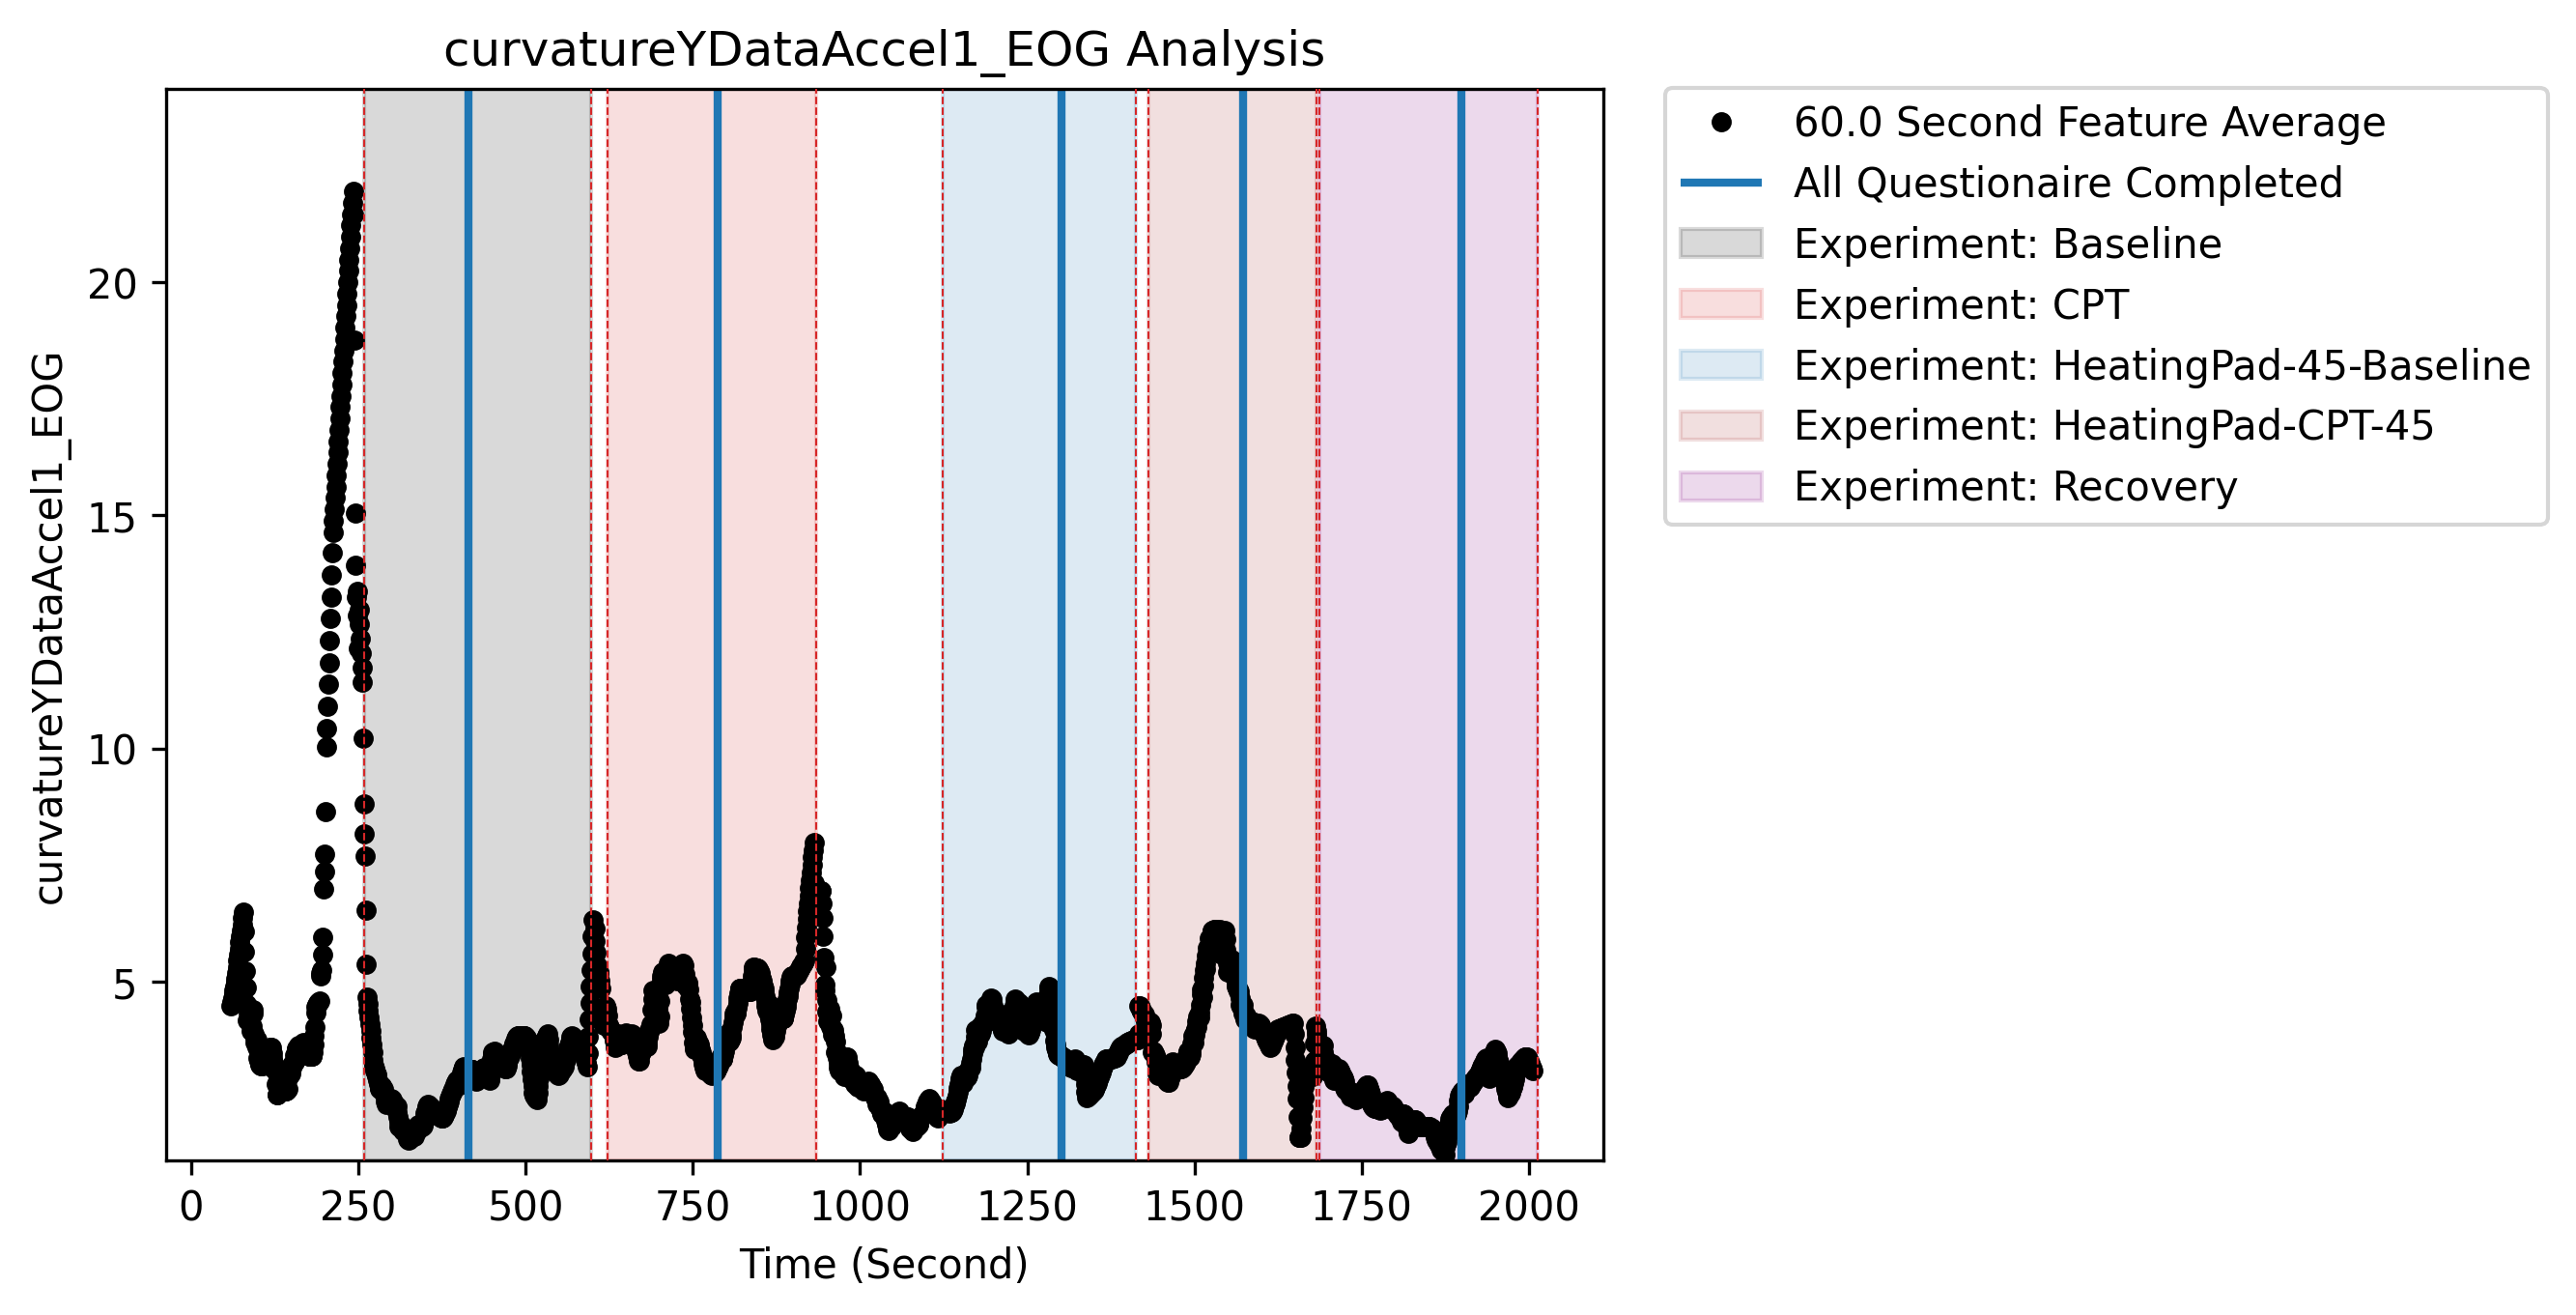 curvatureYDataAccel1_EOG Analysis
curvatureYDataAccel1_EOG
20
15
10
5
0
250
500
750
1000
1250
1500
1750
2000
Time (Second)
60.0 Second Feature Average
All Questionaire Completed
Experiment: Baseline
Experiment: CPT
Experiment: HeatingPad-45-Baseline
Experiment: HeatingPad-CPT-45
Experiment: Recovery